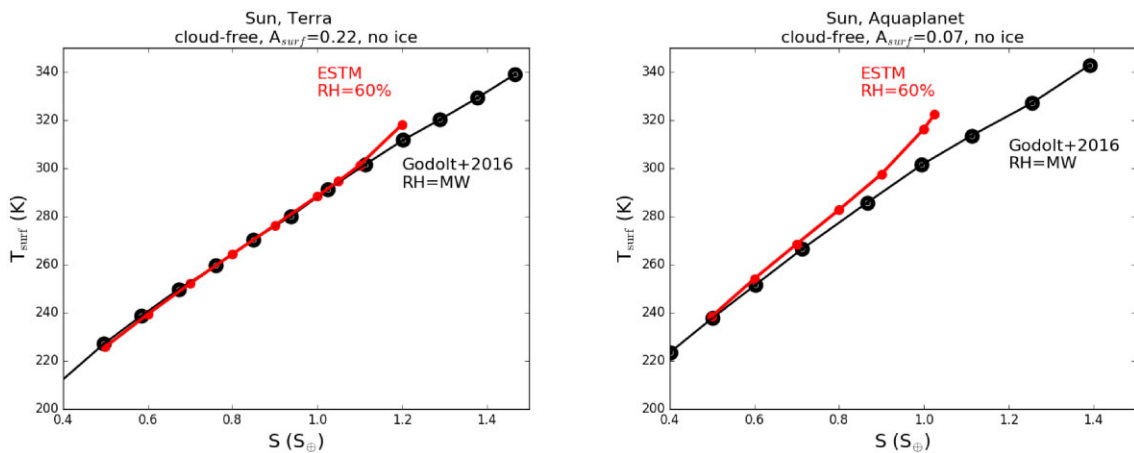 Sun, Terra
cloud-free, A_surf=0.22, no ice
340
320
300
280
260
240
220
200
0.4 0.6 0.8 1.0 1.2 1.4
T_surf (K)
S (S_⊕)
ESTM
RH=60%
Godolt+2016
RH=MW
Sun, Aquaplanet
cloud-free, A_surf=0.07, no ice
340
320
300
280
260
240
220
200
0.4 0.6 0.8 1.0 1.2 1.4
T_surf (K)
S (S_⊕)
ESTM
RH=60%
Godolt+2016
RH=MW